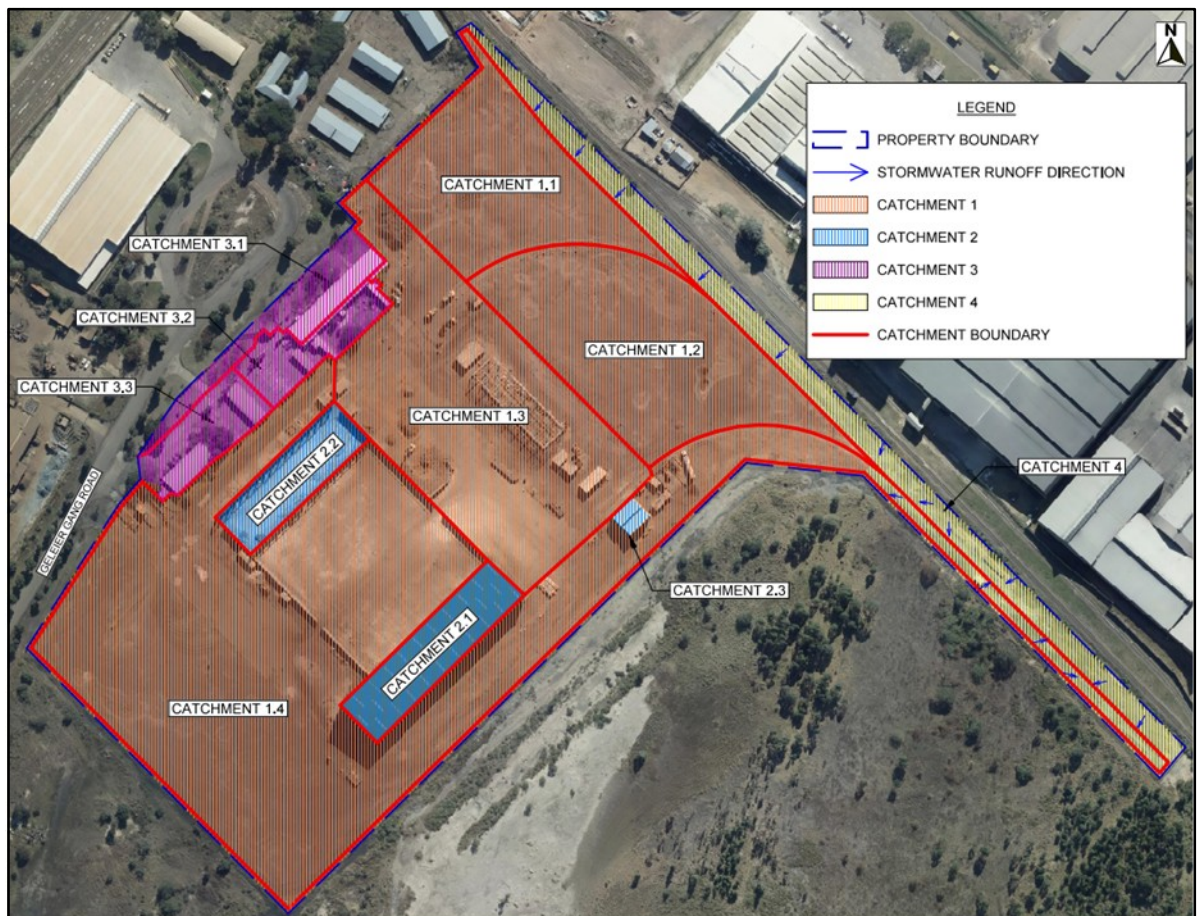 N
LEGEND
PROPERTY BOUNDARY
STORMWATER RUNOFF DIRECTION
CATCHMENT 1
CATCHMENT 2
CATCHMENT 3
CATCHMENT 4
CATCHMENT BOUNDARY
CATCHMENT 1.1
CATCHMENT 3.1
CATCHMENT 3.2
CATCHMENT 1.2
CATCHMENT 3.3
CATCHMENT 1.3
CATCHMENT 2.2
CATCHMENT 4
GELEIER GANG ROAD
CATCHMENT 2.3
CATCHMENT 2.1
CATCHMENT 1.4